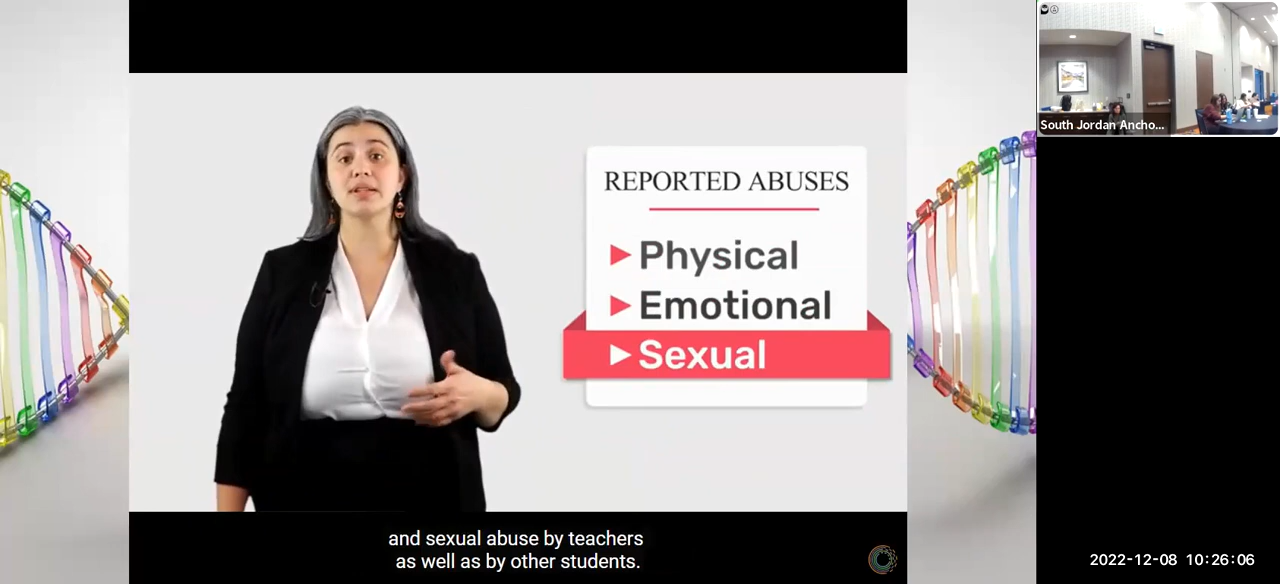 South Jordan Ancho...
REPORTED ABUSES
Physical
Emotional
Sexual
and sexual abuse by teachers
as well as by other students.
2022-12-08 10:26:06